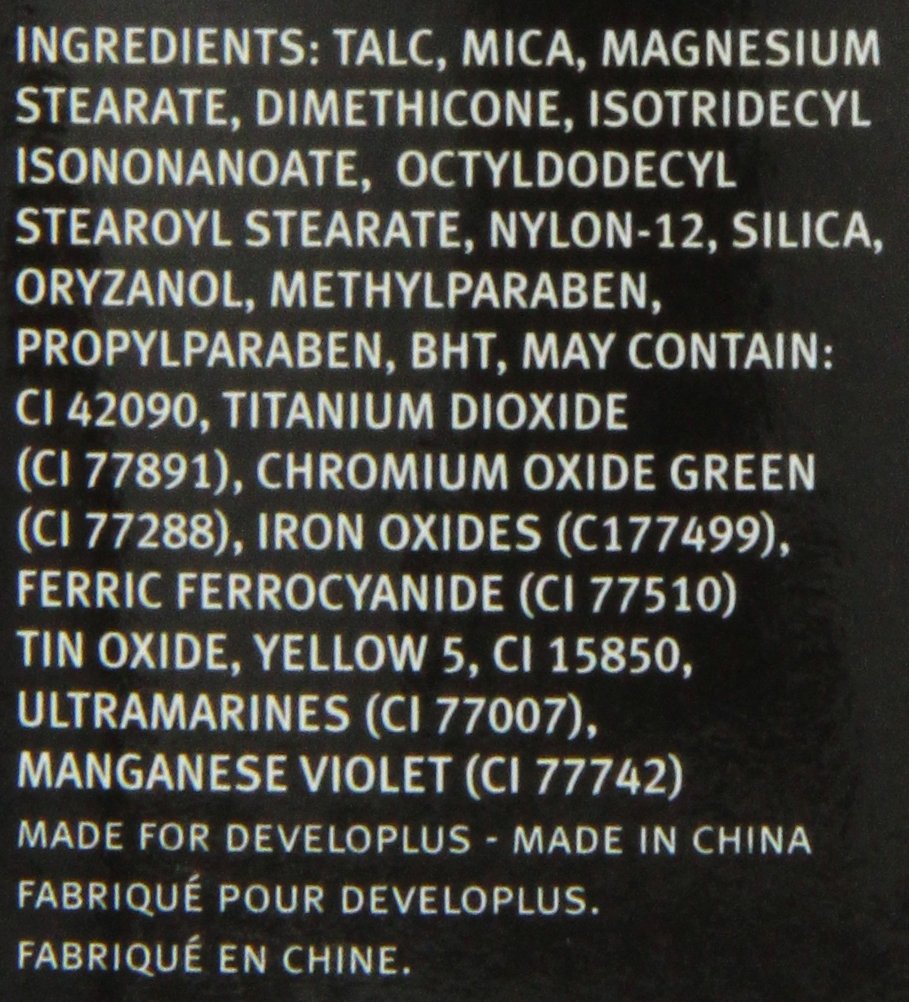 INGREDIENTS: TALC, MICA, MAGNESIUM
STEARATE, DIMETHICONE, ISOTRIDECYL
ISONONANOATE, OCTYLDODECYL
STEAROYL STEARATE, NYLON-12, SILICA,
ORYZANOL, METHYLPARABEN,
PROPYLPARABEN, BHT, MAY CONTAIN:
CI 42090, TITANIUM DIOXIDE
(CI 77891), CHROMIUM OXIDE GREEN
(CI 77288), IRON OXIDES (C177499),
FERRIC FERROCYANIDE (CI 77510)
TIN OXIDE, YELLOW 5, CI 15850,
ULTRAMARINES (CI 77007),
MANGANESE VIOLET (CI 77742)
MADE FOR DEVELOPLUS - MADE IN CHINA
FABRIQUÉ POUR DEVELOPLUS.
FABRIQUÉ EN CHINE.